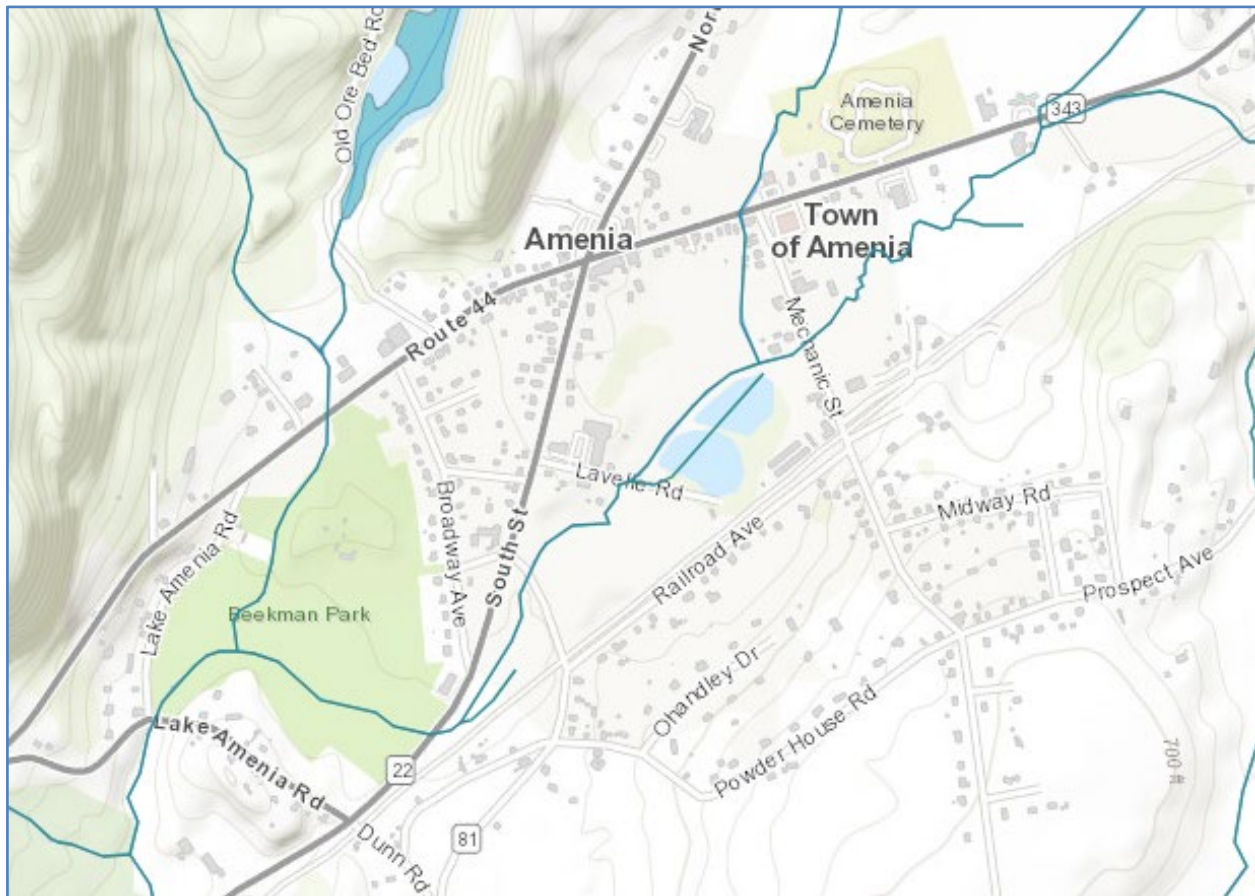 Old Ore Bed Ro
Nor
Amenia
Cemetery
343
Amenia
Town
of Amenia
Route 44
Mechanic St
Lavelle Rd
Broadway Ave
South St
Midway Rd
Railroad Ave
Prospect Ave
Lake Amenia Rd
Beekman Park
Ohandley Dr
Powder House Rd
Lake Amenia Rd
700 ft
22
81
Dunn Rd